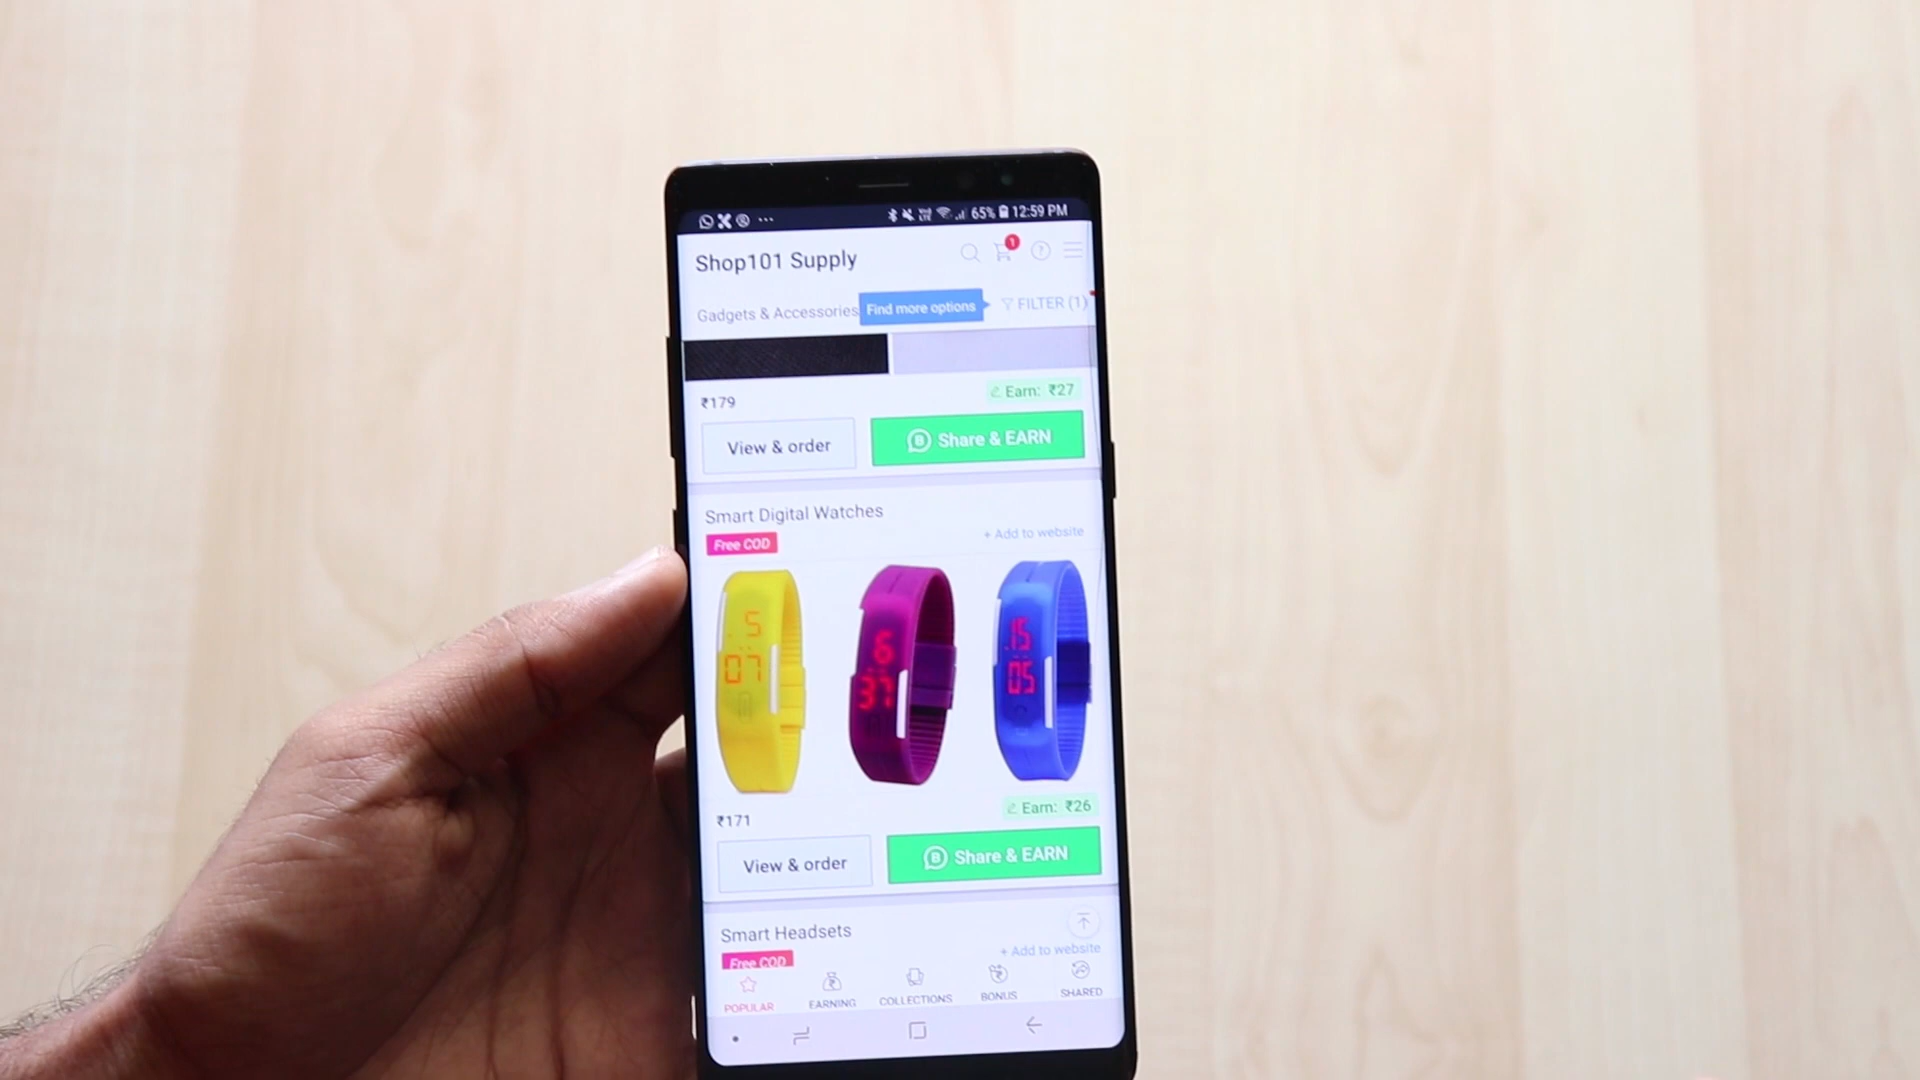 65% 12:59 PM
Shop101 Supply
1
Gadgets & Accessories
Find more options
FILTER (1)
₹179
Earn: ₹27
View & order
Share & EARN
Smart Digital Watches
Free COD
+ Add to website
5
07
6
15
05
₹171
Earn: ₹26
View & order
Share & EARN
Smart Headsets
Free COD
+ Add to website
POPULAR
EARNING
COLLECTIONS
BONUS
SHARED